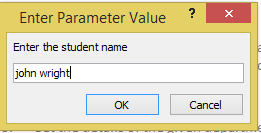 Enter Parameter Value
?
Enter the student name
john wright
OK Cancel